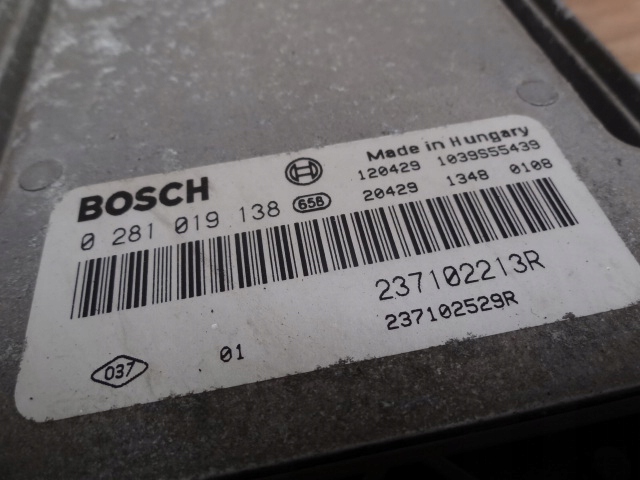 Made in Hungary
BOSCH 120429 1039S55439
0 281 019 138 658 20429 1348 0108
237102213R
237102529R
037 01